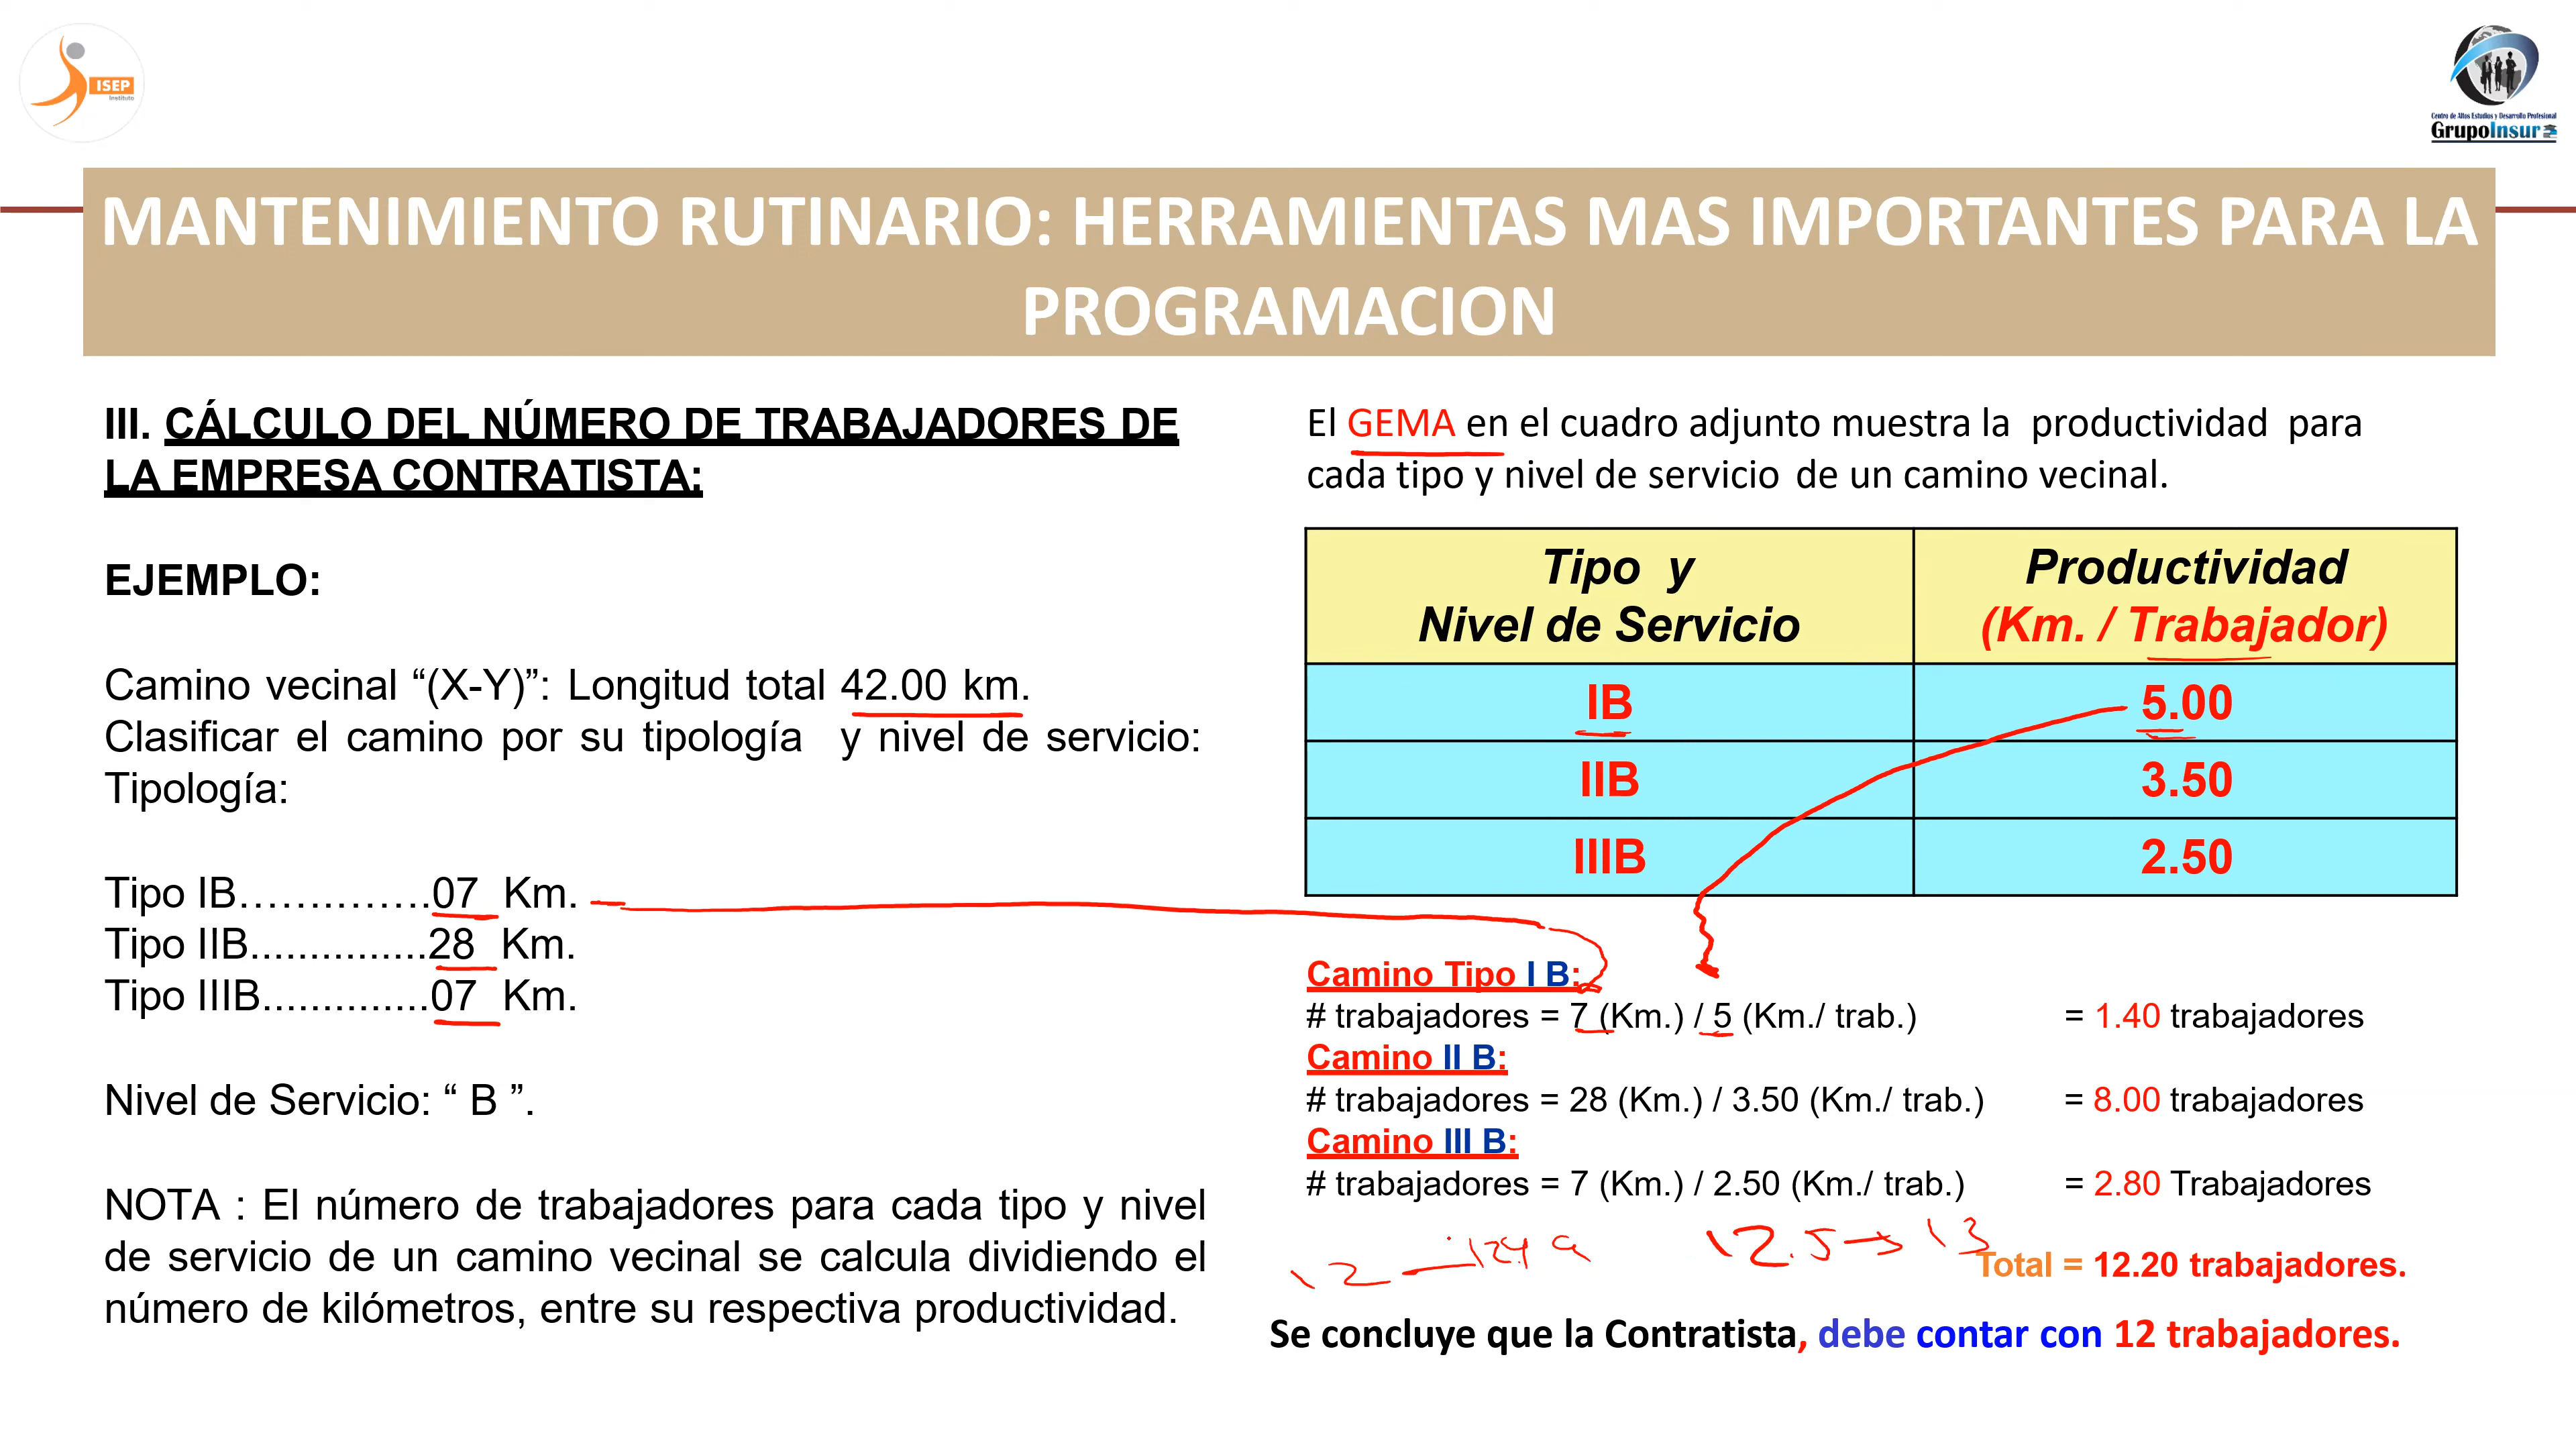 ISEP
Instituto
Centro de Altos Estudios y Desarrollo Profesional
GrupoInsur
MANTENIMIENTO RUTINARIO: HERRAMIENTAS MAS IMPORTANTES PARA LA
PROGRAMACION
III. CÁLCULO DEL NÚMERO DE TRABAJADORES DE
LA EMPRESA CONTRATISTA:
EJEMPLO:
Camino vecinal “(X-Y)”: Longitud total 42.00 km.
Clasificar el camino por su tipología y nivel de servicio:
Tipología:
Tipo IB..............07 Km.
Tipo IIB...............28 Km.
Tipo IIIB..............07 Km.
Nivel de Servicio: “ B ”.
NOTA : El número de trabajadores para cada tipo y nivel
de servicio de un camino vecinal se calcula dividiendo el
número de kilómetros, entre su respectiva productividad.
El GEMA en el cuadro adjunto muestra la productividad para
cada tipo y nivel de servicio de un camino vecinal.
Tipo y
Nivel de Servicio
Productividad
(Km. / Trabajador)
IB 5.00
IIB 3.50
IIIB 2.50
Camino Tipo I B:
# trabajadores = 7 (Km.) / 5 (Km./ trab.) = 1.40 trabajadores
Camino II B:
# trabajadores = 28 (Km.) / 3.50 (Km./ trab.) = 8.00 trabajadores
Camino III B:
# trabajadores = 7 (Km.) / 2.50 (Km./ trab.) = 2.80 Trabajadores
12
12.5 → 13
Total = 12.20 trabajadores.
Se concluye que la Contratista, debe contar con 12 trabajadores.